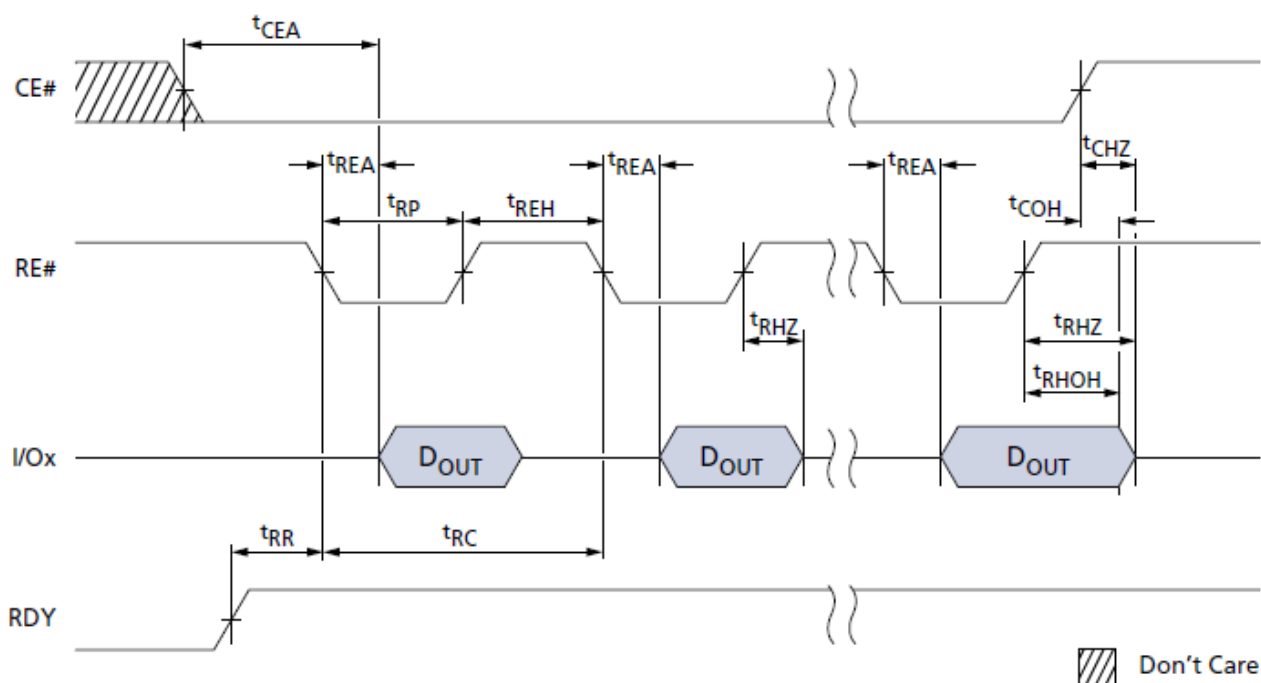 tCEA
CE#
tCHZ
tREA
tREA
tREA
tRP
tREH
tCOH
RE#
tRHZ
tRHZ
tRHOH
I/Ox
DOUT
DOUT
DOUT
tRR
tRC
RDY
Don't Care